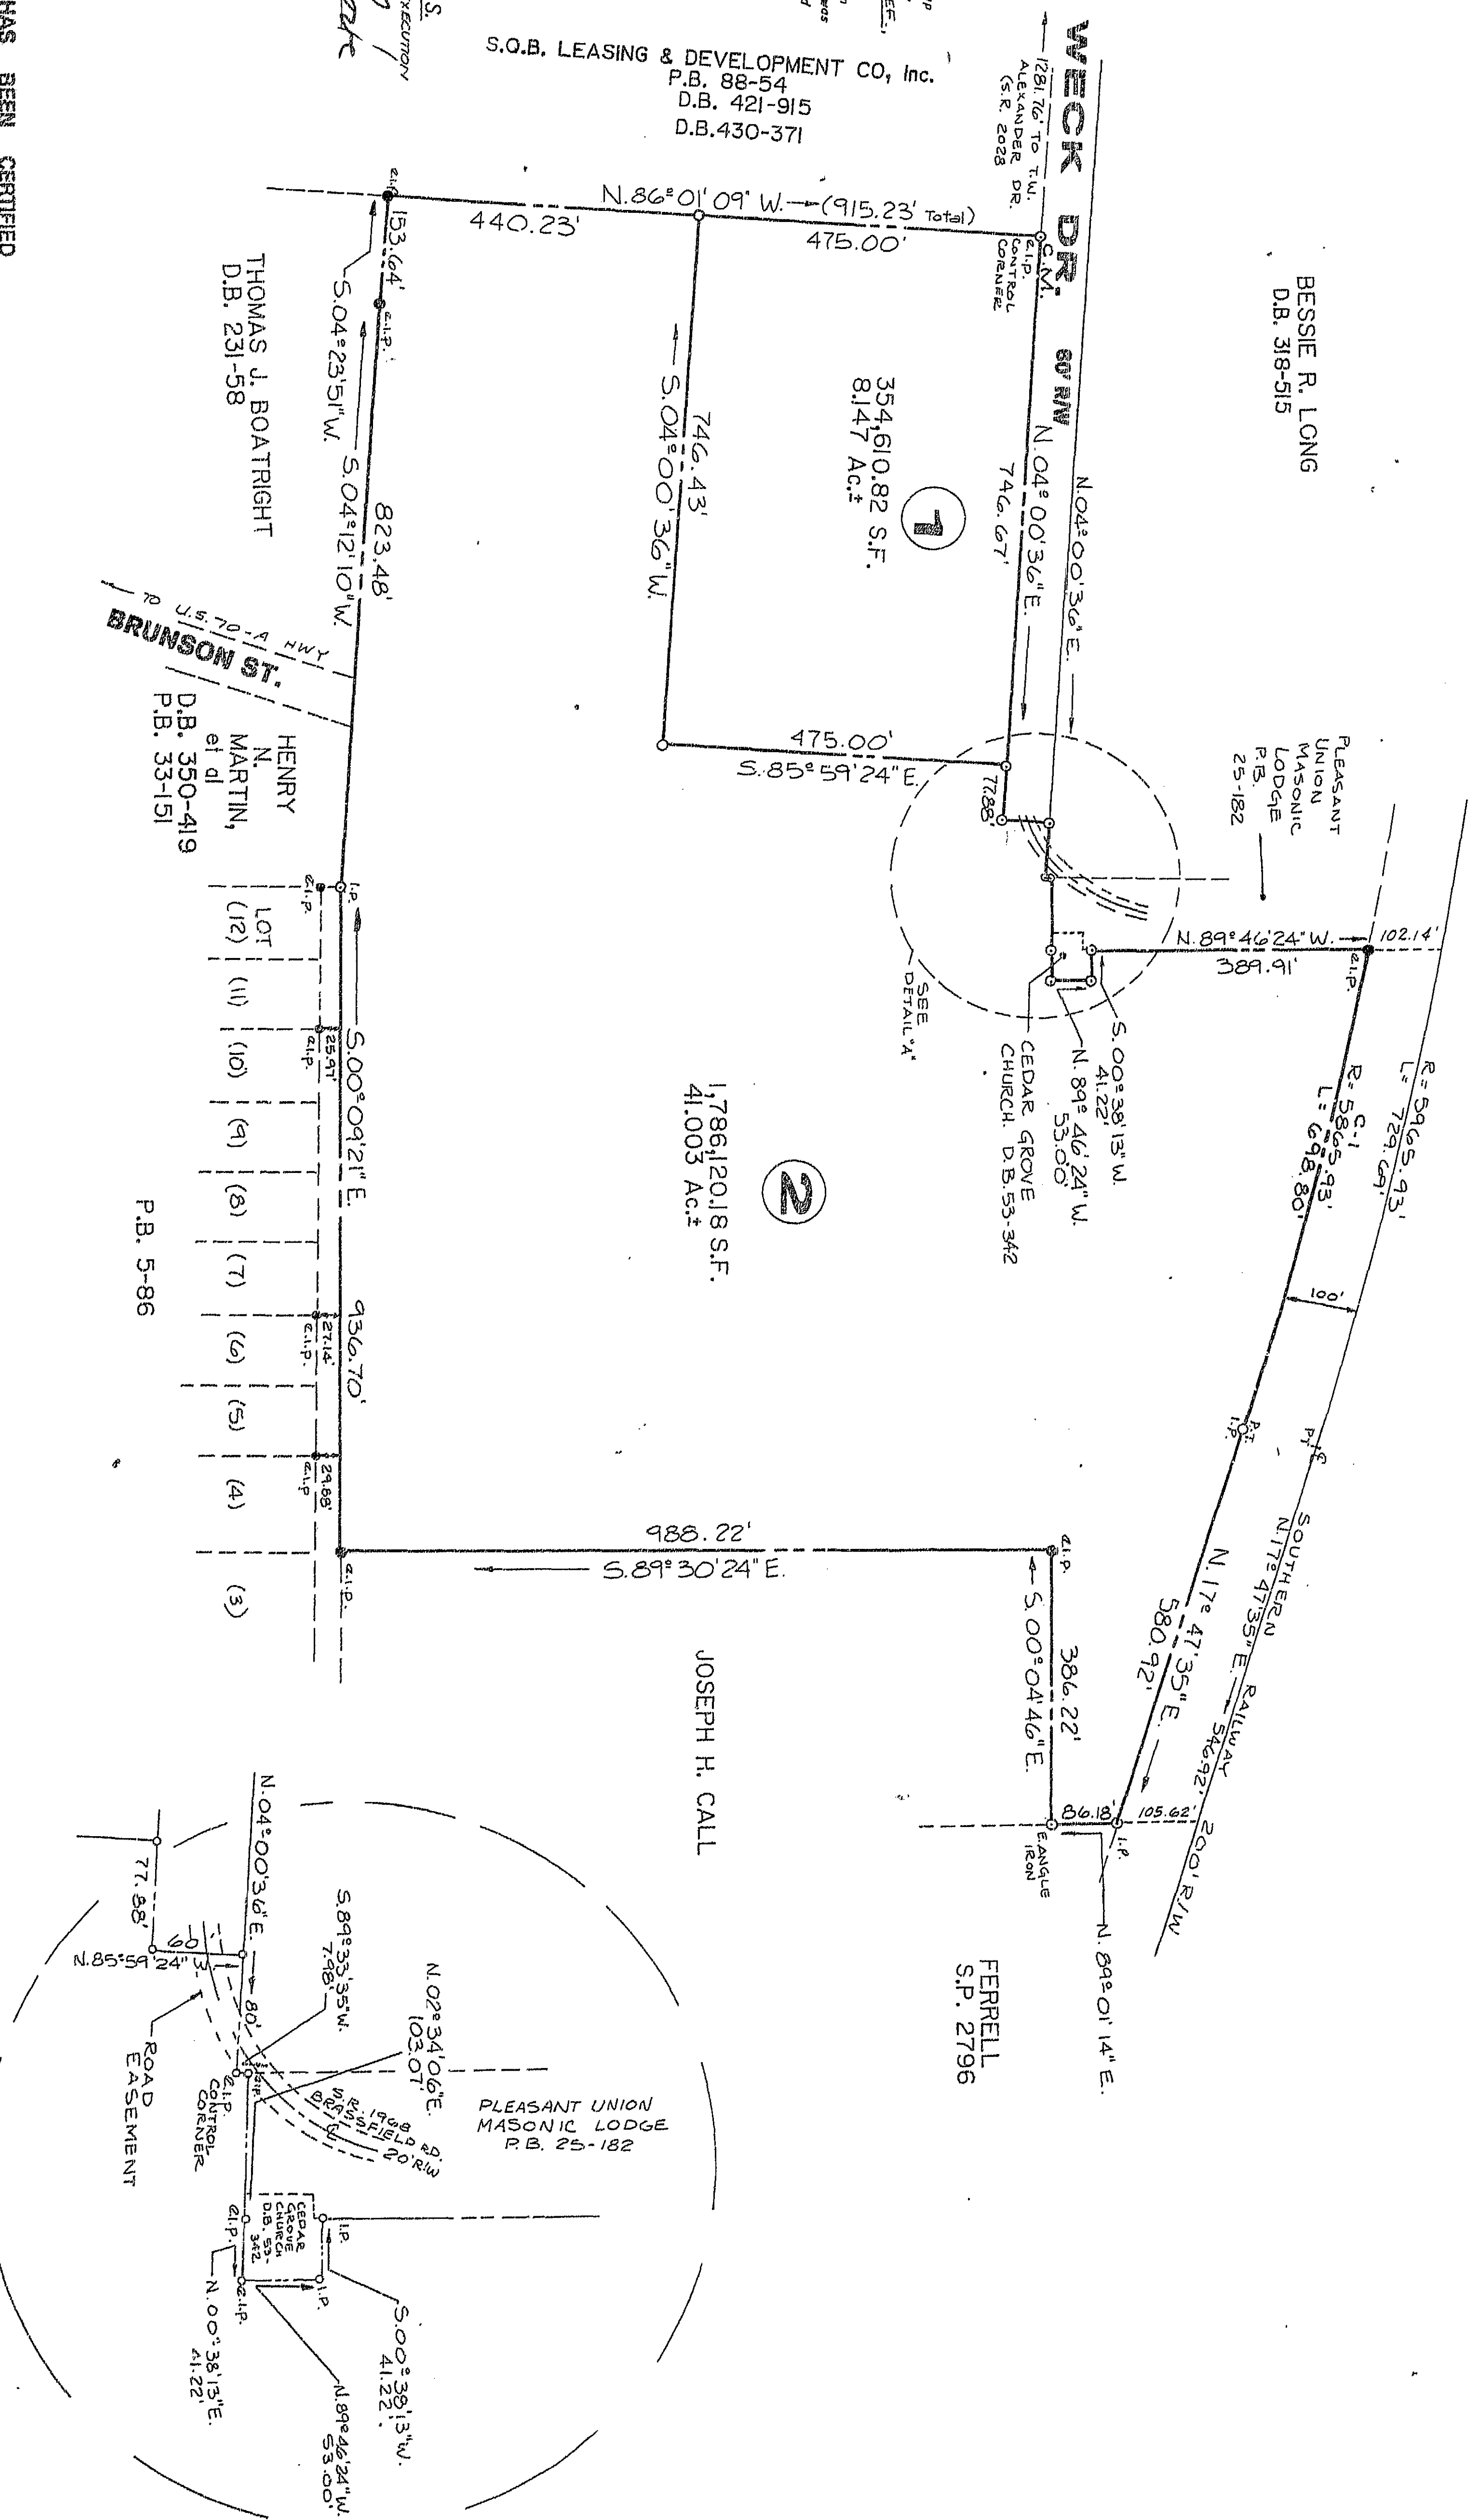 WECK DR. 60' R/W
1281.76' TO T.W.
ALEXANDER DR.
(S.R. 2028
S.Q.B. LEASING & DEVELOPMENT CO, Inc.
P.B. 88-54
D.B. 421-915
D.B.430-371
HAS BEEN CERTIFIED
BESSIE R. LONG
D.B. 318-515
C.M.
e.i.p.
CONTROL
CORNER
N.04°00'36"E.
N.04°00'36"E.
746.67'
N.86°01'09"W. (915.23' Total)
440.23'
475.00'
1
354,610.82 S.F.
8.147 Ac.±
746.43'
S.04°00'36"W.
475.00'
S.85°59'24"E.
77.88'
e.i.p.
153.64'
e.i.p.
S.04°23'51"W.
823.48'
S.04°12'10"W.
THOMAS J. BOATRIGHT
D.B. 231-58
TO U.S. 70-A HWY
BRUNSON ST.
HENRY
N.
MARTIN,
et al
D.B. 350-419
P.B. 33-151
PLEASANT
UNION
MASONIC
LODGE
P.B.
25-182
N.89°46'24"W.
389.91'
102.14'
e.i.p.
SEE
DETAIL "A"
S.00°38'13"W.
41.22'
N.89°46'24"W.
53.00'
CEDAR GROVE
CHURCH. D.B.53-342
R=5965.93'
L= 729.69'
C-1
R= 5865.93'
L= 698.80'
100'
P.T.
I.P.
P.T.
SOUTHERN RAILWAY 200' R/W
N.17°47'35"E. 546.92'
N.17°47'35"E.
580.92'
2
1,786,120.18 S.F.
41.003 Ac.±
I.P.
e.i.p.
S.00°09'21"E. 936.70'
25.97'
e.i.p.
27.14'
e.i.p.
29.88'
e.i.p
e.i.p.
LOT
(12)
(11)
(10)
(9)
(8)
(7)
(6)
(5)
(4)
(3)
P.B. 5-86
988.22'
S.89°30'24"E.
e.i.p.
386.22'
S.00°04'46"E.
86.18'
105.62'
I.P.
E.ANGLE
IRON
N.89°01'14"E.
JOSEPH H. CALL
FERRELL
S.P. 2796
N.04°00'36"E. 80'
77.88'
60
N.85°59'24"
ROAD
EASEMENT
S.89°33'35"W.
7.98'
N.02°34'06"E.
103.07'
e.i.p.
CONTROL
CORNER
S.R. 1968
BRASSFIELD RD.
20' R/W
PLEASANT UNION
MASONIC LODGE
P.B. 25-182
CEDAR
GROVE
CHURCH
D.B. 53-
342
I.P.
I.P.
e.i.p.
e.i.p.
N.00°38'13"E.
41.22'
S.00°38'13"W.
41.22'
N.89°46'24"W.
53.00'